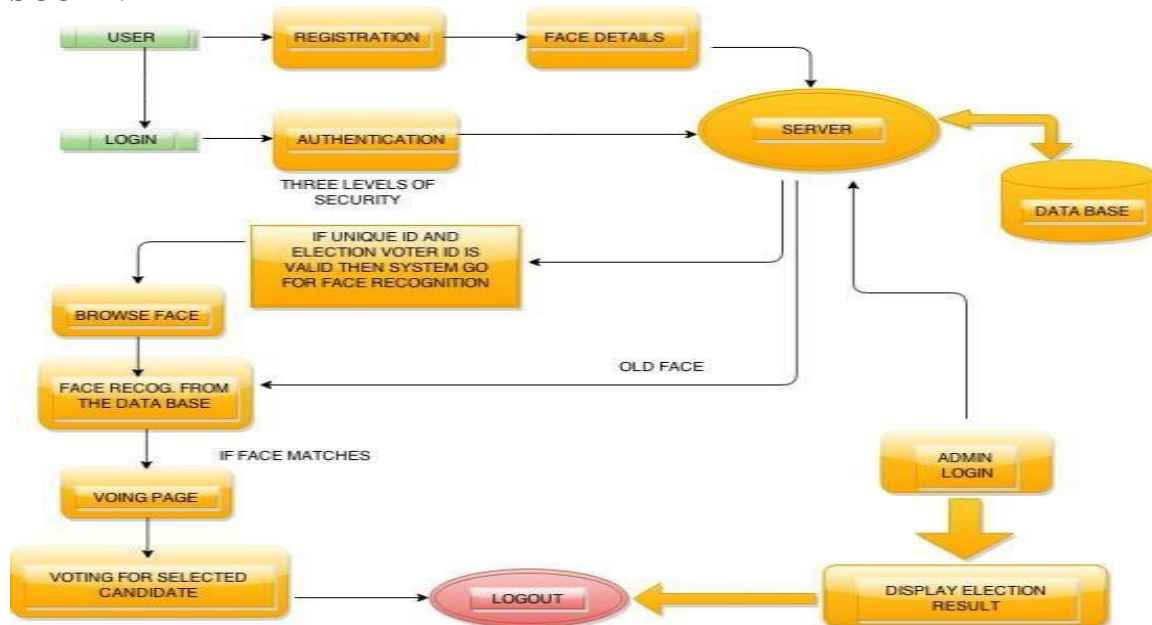 USER
REGISTRATION
FACE DETAILS
LOGIN
AUTHENTICATION
SERVER
THREE LEVELS OF
SECURITY
DATA BASE
IF UNIQUE ID AND
ELECTION VOTER ID IS
VALID THEN SYSTEM GO
FOR FACE RECOGNITION
BROWSE FACE
OLD FACE
FACE RECOG. FROM
THE DATA BASE
IF FACE MATCHES
ADMIN
LOGIN
VOING PAGE
VOTING FOR SELECTED
CANDIDATE
LOGOUT
DISPLAY ELECTION
RESULT